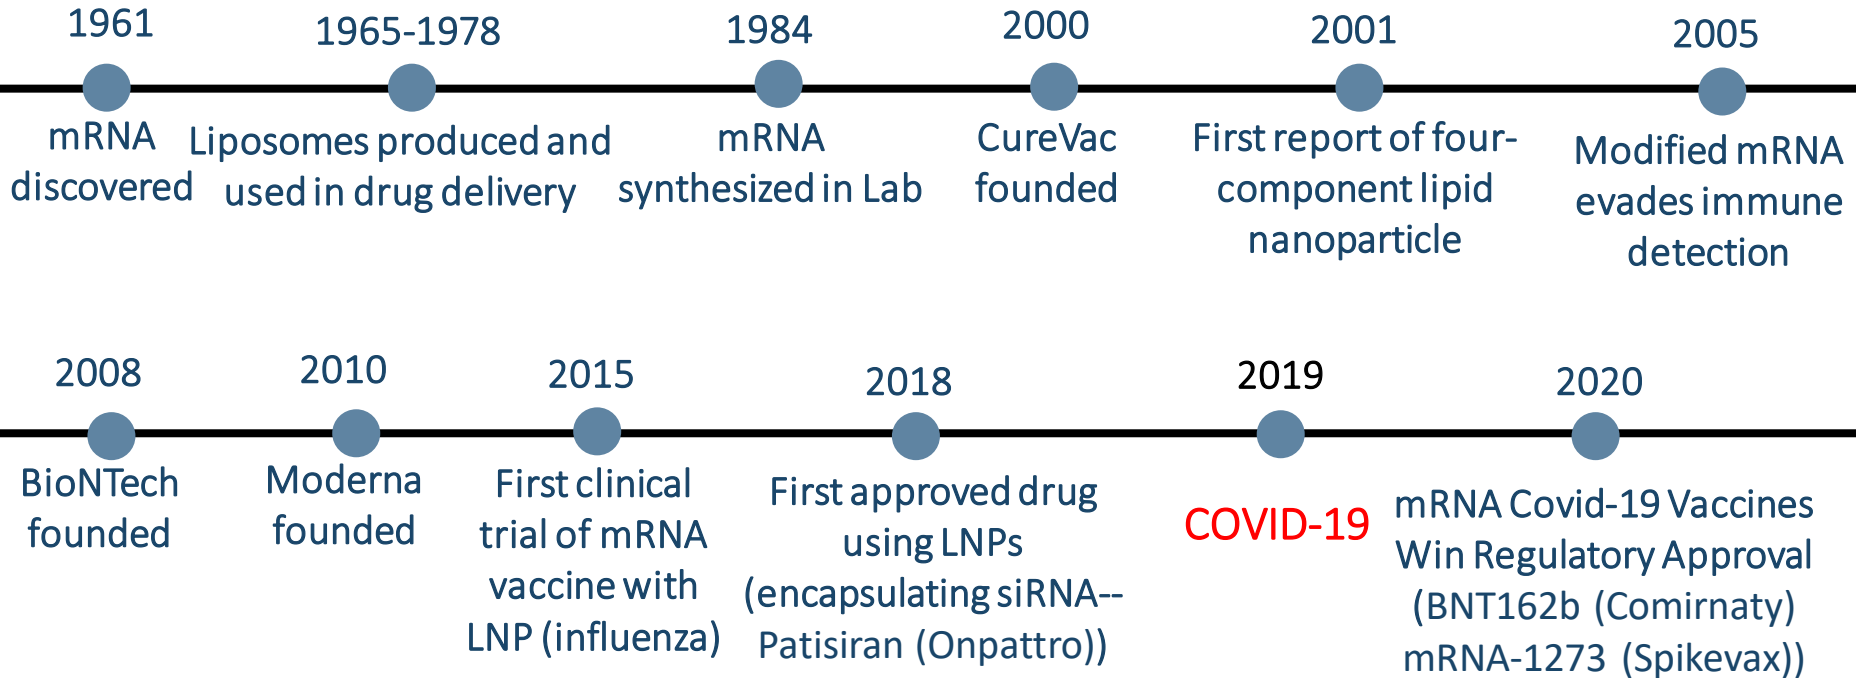 1961
mRNA
discovered
1965-1978
Liposomes produced and
used in drug delivery
1984
mRNA
synthesized in Lab
2000
CureVac
founded
2001
First report of four-
component lipid
nanoparticle
2005
Modified mRNA
evades immune
detection
2008
BioNTech
founded
2010
Moderna
founded
2015
First clinical
trial of mRNA
vaccine with
LNP (influenza)
2018
First approved drug
using LNPs
(encapsulating siRNA--
Patisiran (Onpattro))
2019
COVID-19
2020
mRNA Covid-19 Vaccines
Win Regulatory Approval
(BNT162b (Comirnaty)
mRNA-1273 (Spikevax))